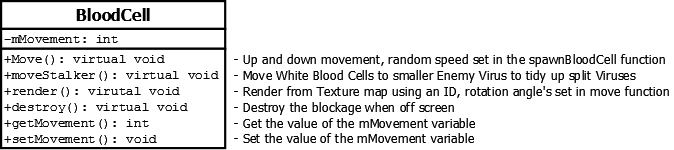 BloodCell
-mMovement: int
+Move(): virtual void - Up and down movement, random speed set in the spawnBloodCell function
+moveStalker(): virtual void - Move White Blood Cells to smaller Enemy Virus to tidy up split Viruses
+render(): virutal void - Render from Texture map using an ID, rotation angle's set in move function
+destroy(): virtual void - Destroy the blockage when off screen
+getMovement(): int - Get the value of the mMovement variable
+setMovement(): void - Set the value of the mMovement variable